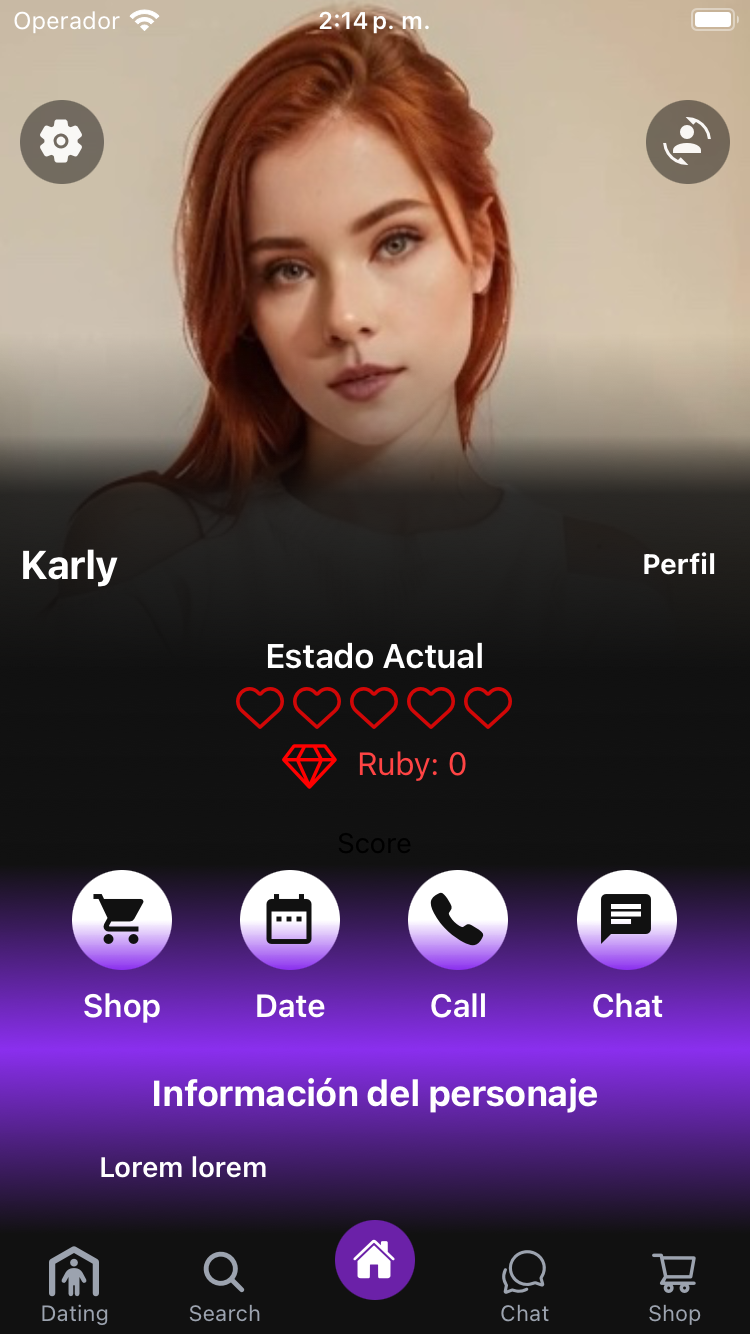 Operador 2:14 p. m.
Karly
Perfil
Estado Actual
Ruby: 0
Score
Shop Date Call Chat
Información del personaje
Lorem lorem
Dating Search Chat Shop